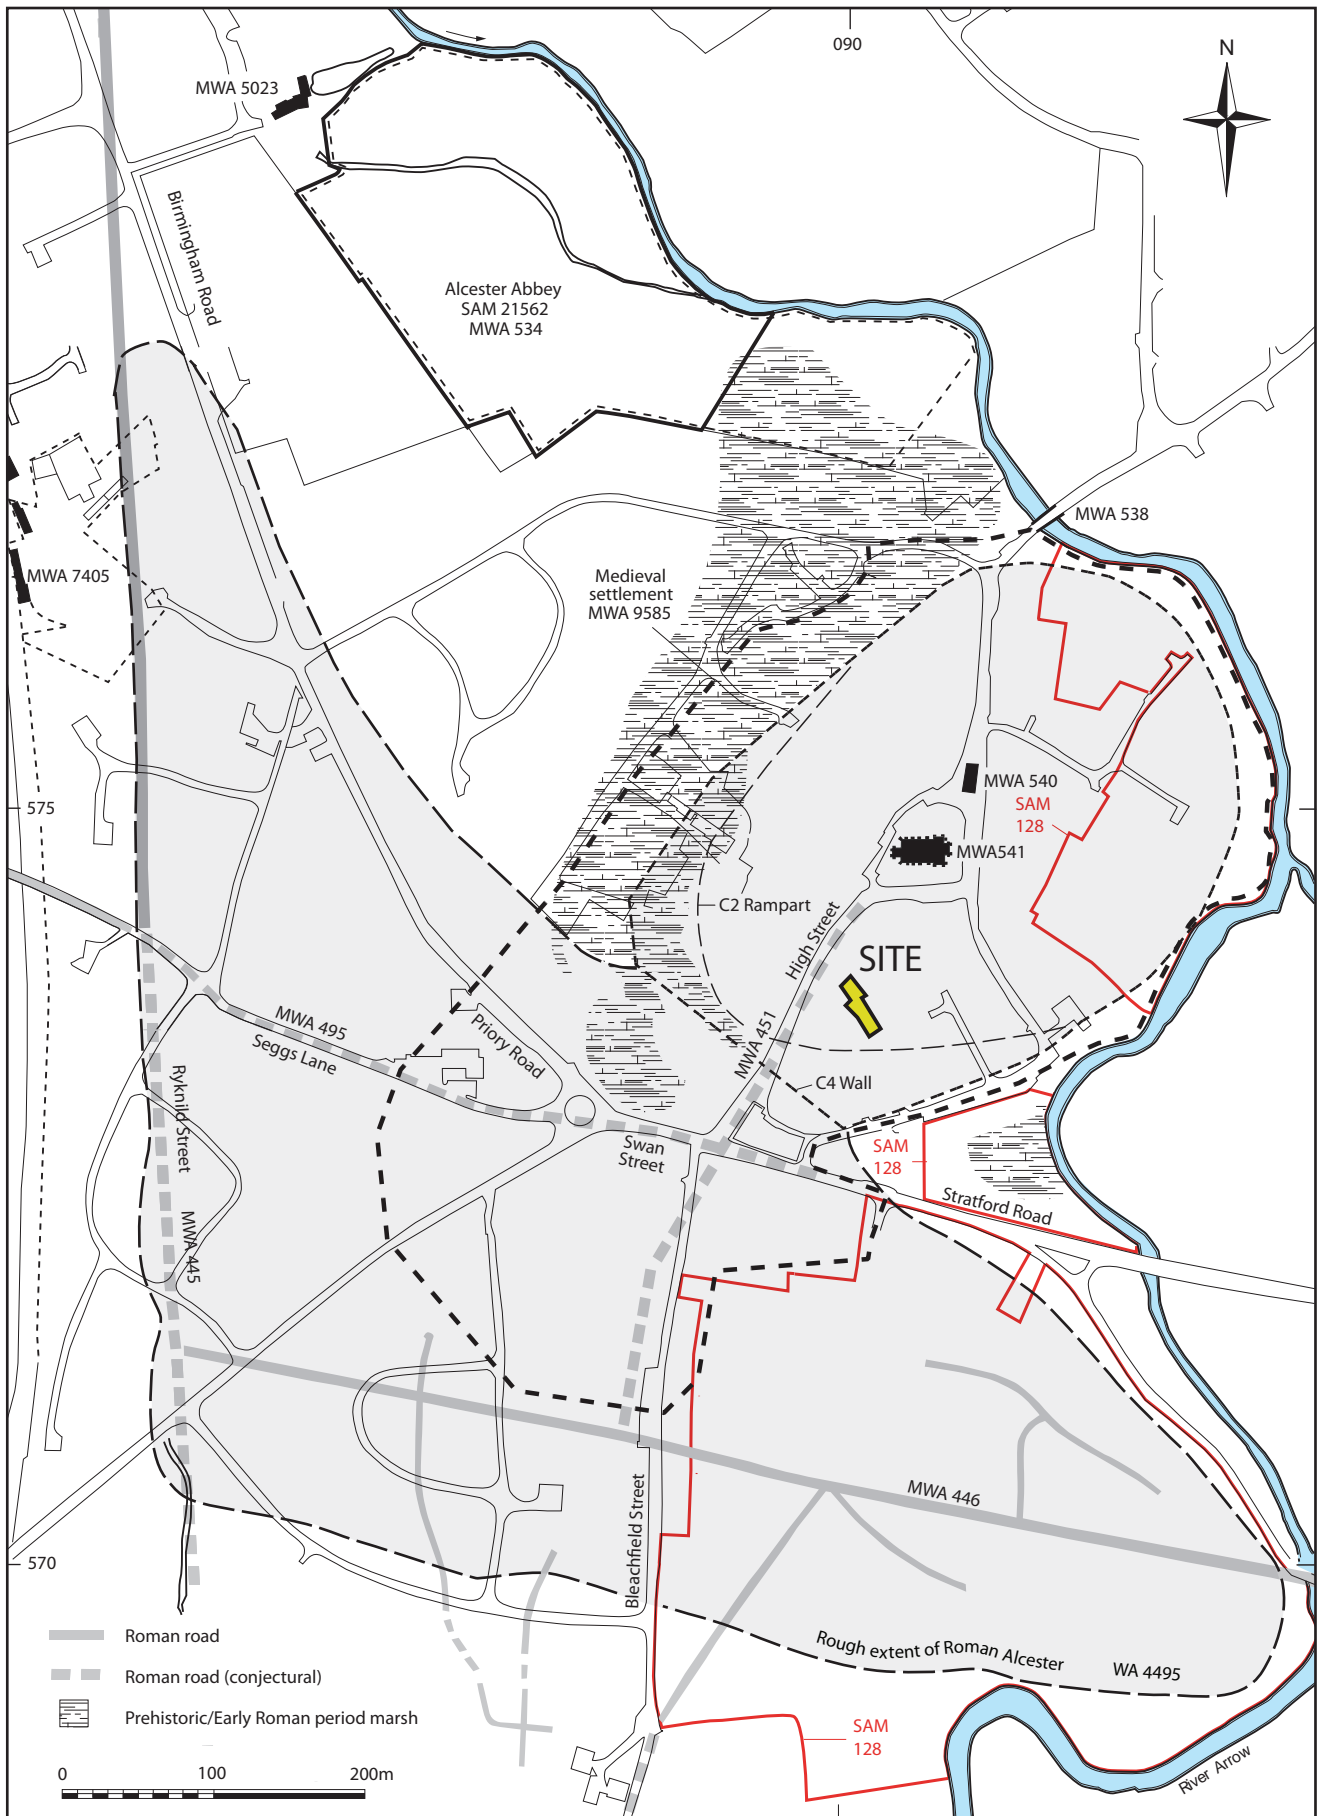 090
N
MWA 5023
Birmingham Road
Alcester Abbey
SAM 21562
MWA 534
MWA 538
MWA 7405
Medieval
settlement
MWA 9585
MWA 540
SAM
128
575
MWA541
C2 Rampart
High Street
SITE
MWA 495
Seggs Lane
Priory Road
MWA 451
C4 Wall
Ryknild Street
MWA 445
Swan
Street
SAM
128
Stratford Road
MWA 446
570
Bleachfield Street
Rough extent of Roman Alcester
WA 4495
Roman road
Roman road (conjectural)
Prehistoric/Early Roman period marsh
SAM
128
River Arrow
0 100 200m